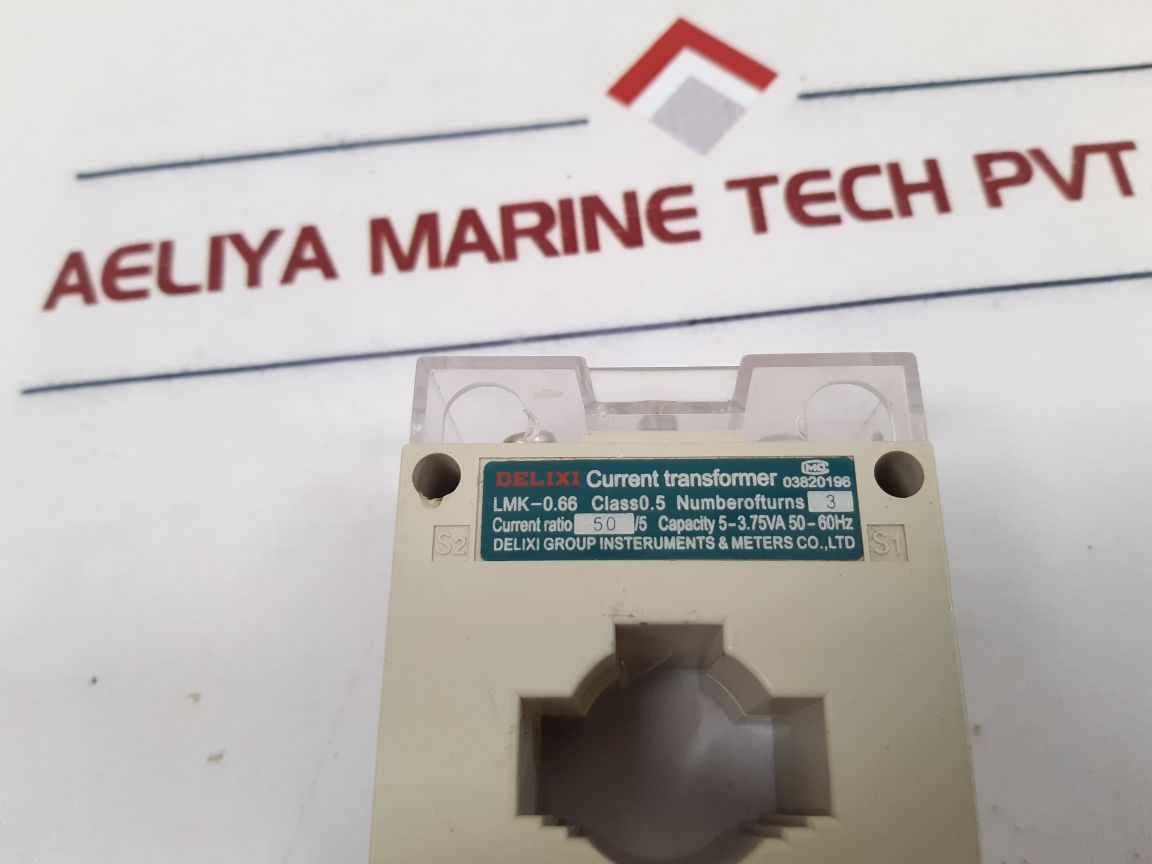 AELIYA MARINE TECH PVT.
DELIXI Current transformer MC 03820196
LMK-0.66 Class0.5 Numberofturns 3
Current ratio 50 /5 Capacity 5-3.75VA 50-60Hz
DELIXI GROUP INSTERUMENTS & METERS CO.,LTD
S2 S1